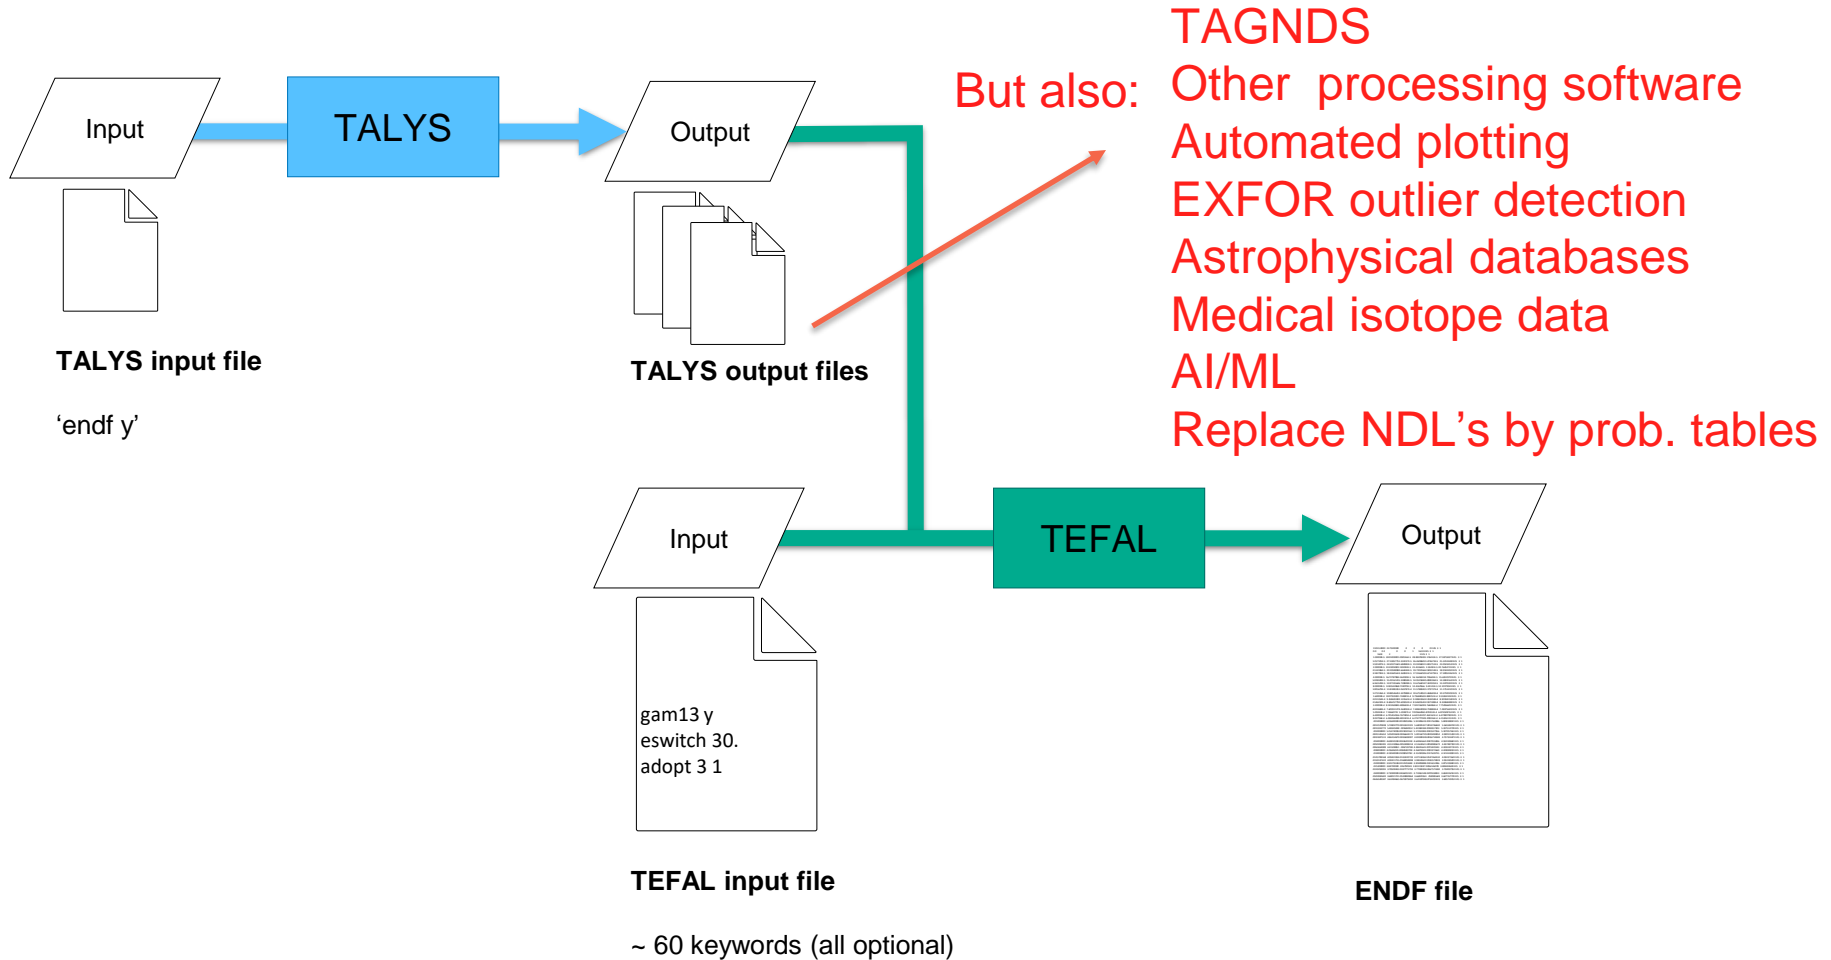 TAGNDS
But also:
Other  processing software
Automated plotting
EXFOR outlier detection
Astrophysical databases
Medical isotope data
AI/ML
Replace NDL's by prob. tables
Input
TALYS
Output
TALYS input file
‘endf y’
TALYS output files
Input
TEFAL
Output
gam13 y
eswitch 30.
adopt 3 1
TEFAL input file
~ 60 keywords (all optional)
ENDF file